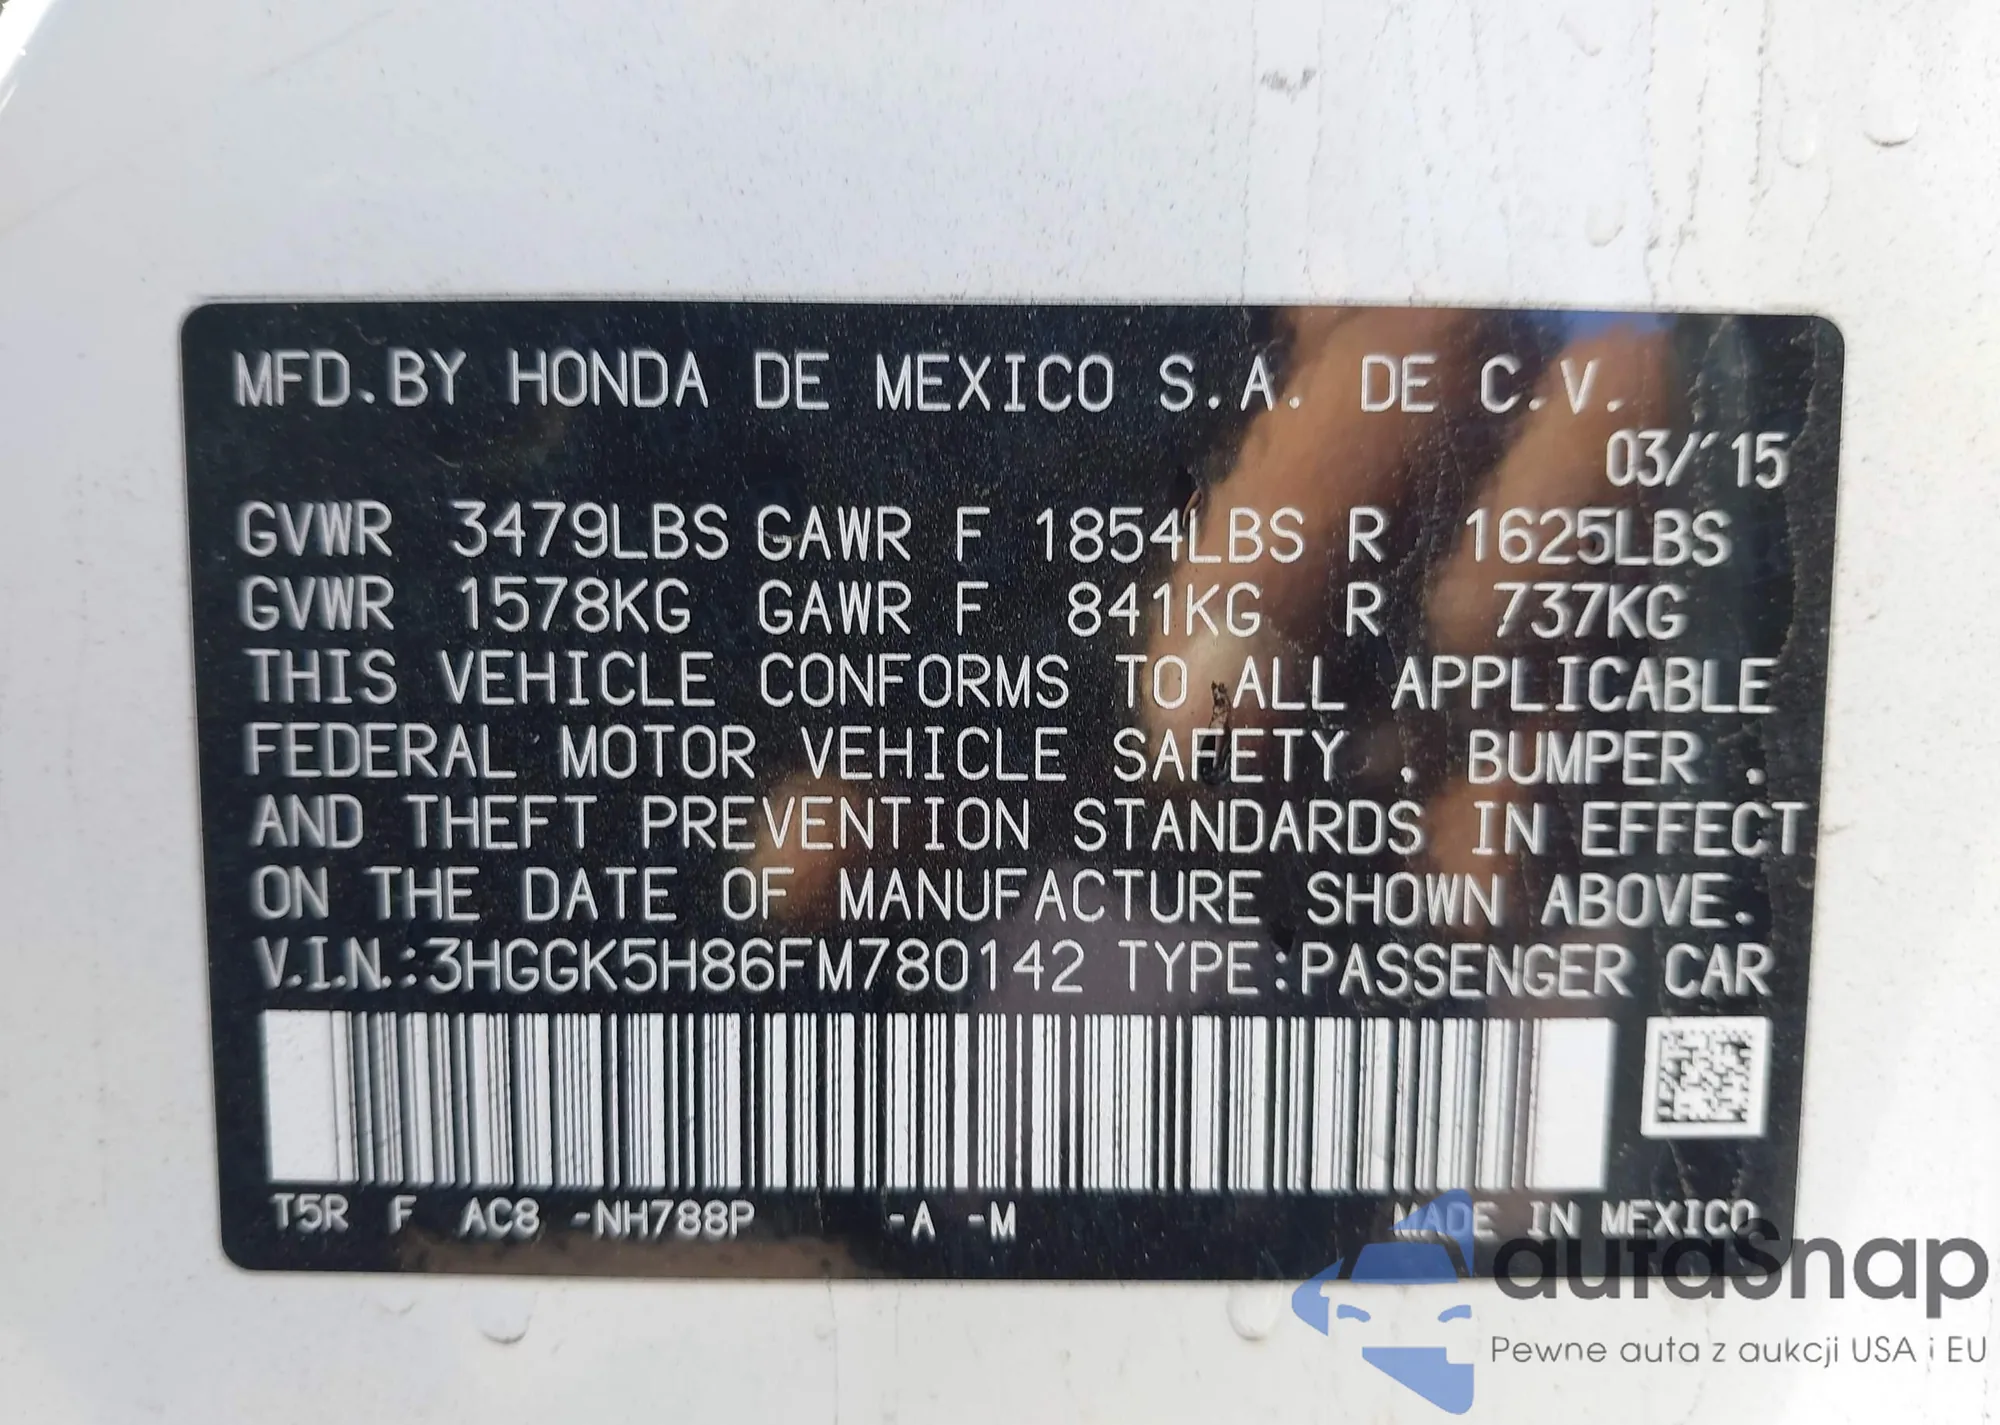 MFD.BY HONDA DE MEXICO S.A. DE C.V.
03/'15
GVWR 3479LBS GAWR F 1854LBS R 1625LBS
GVWR 1578KG GAWR F 841KG R 737KG
THIS VEHICLE CONFORMS TO ALL APPLICABLE
FEDERAL MOTOR VEHICLE SAFETY . BUMPER .
AND THEFT PREVENTION STANDARDS IN EFFECT
ON THE DATE OF MANUFACTURE SHOWN ABOVE.
V.I.N.:3HGGK5H86FM780142 TYPE:PASSENGER CAR
T5R F AC8 -NH788P -A -M MADE IN MEXICO
autaSnap
Pewne auta z aukcji USA i EU